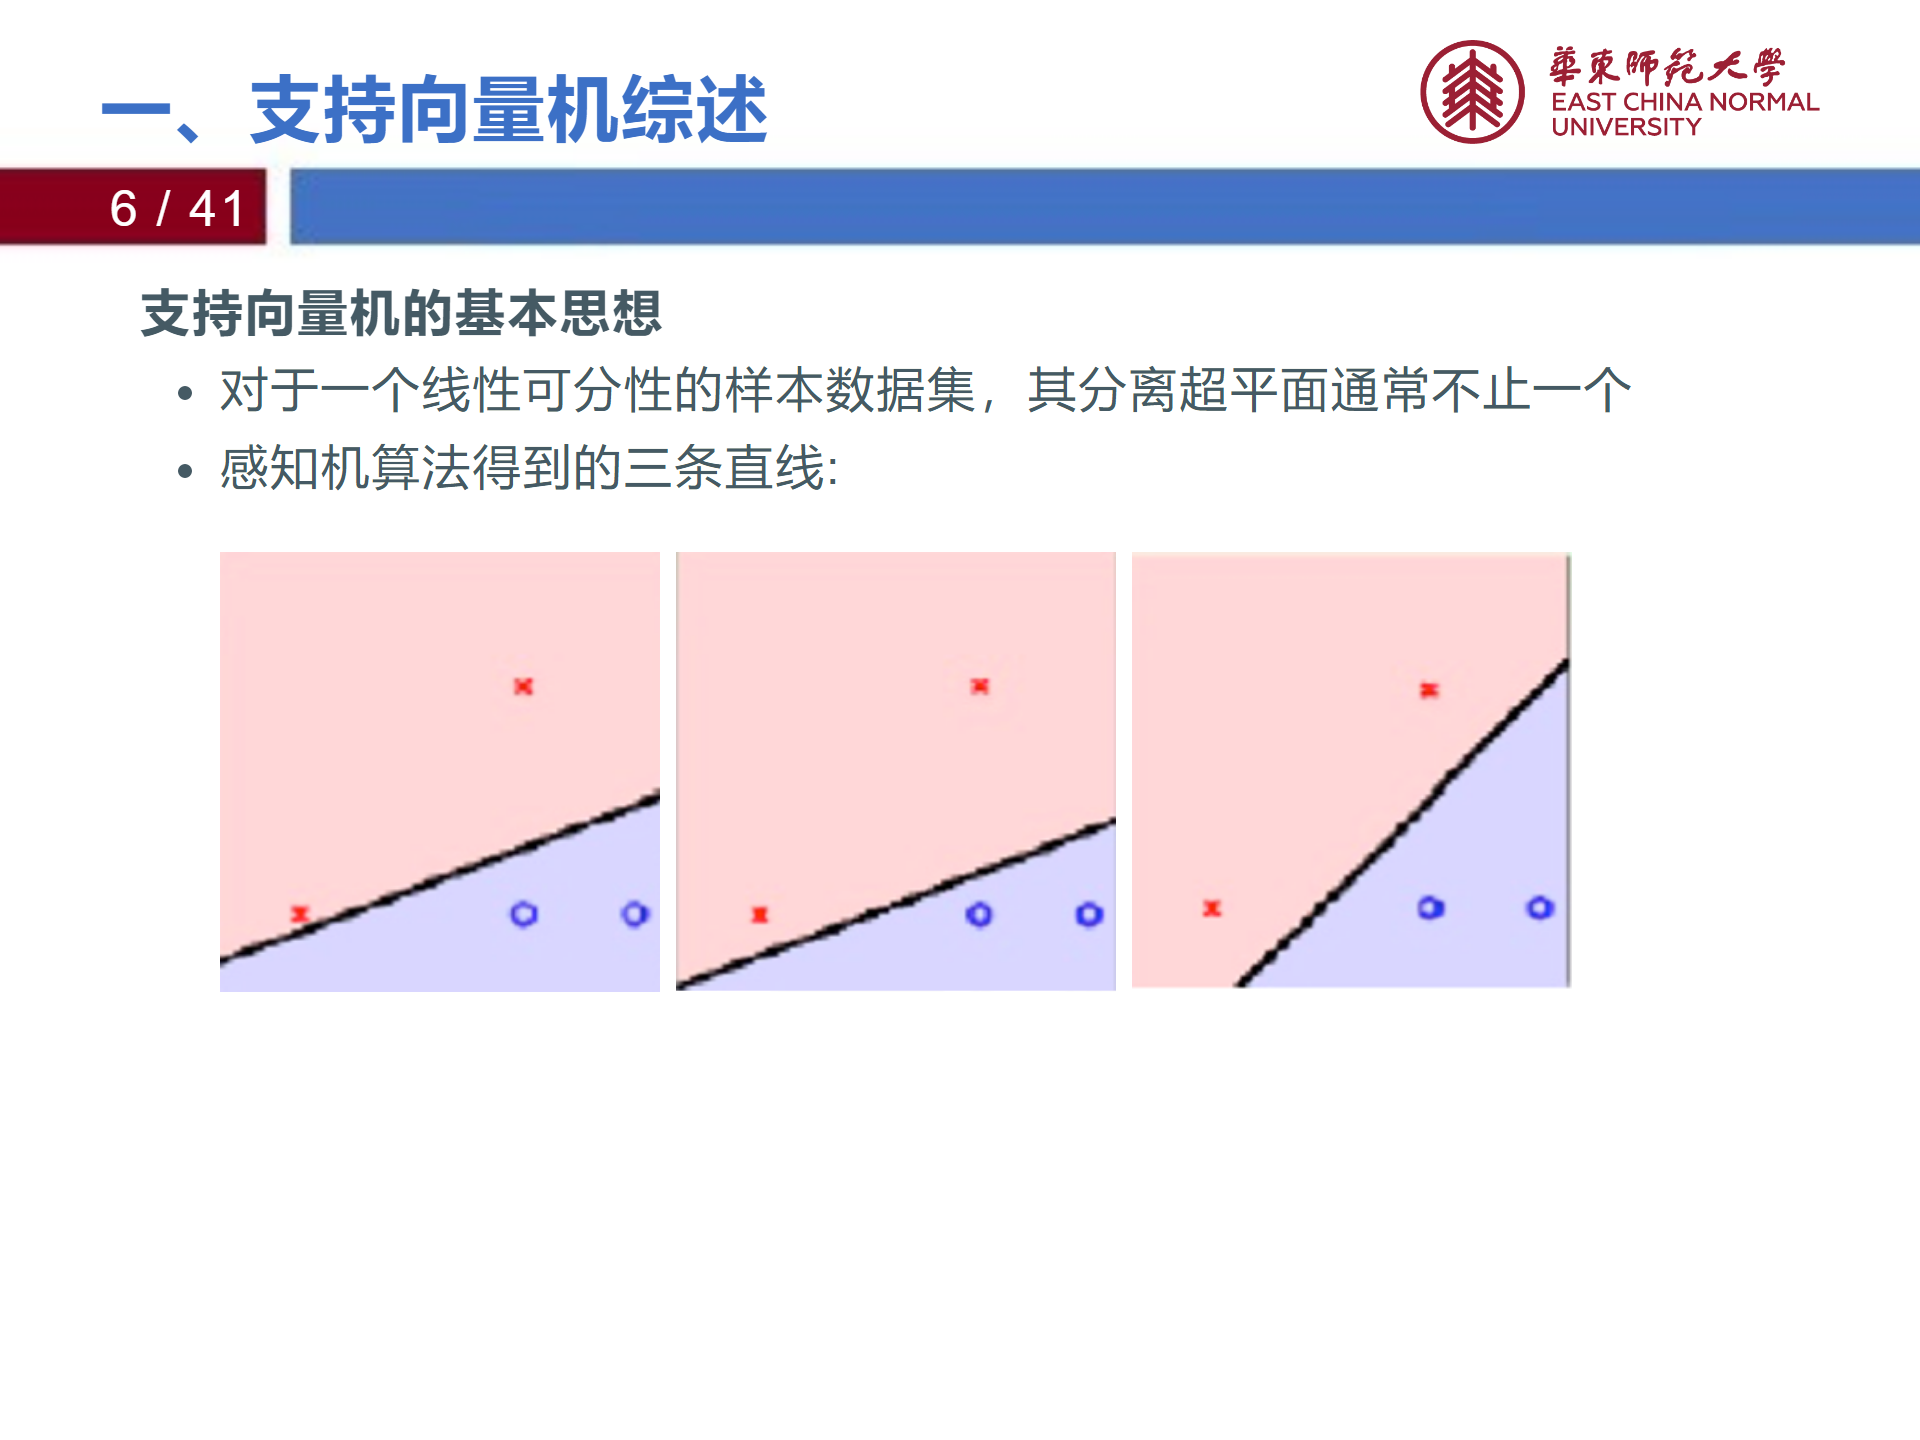 一、支持向量机综述
華東師範大學
EAST CHINA NORMAL
UNIVERSITY
6 / 41
支持向量机的基本思想
• 对于一个线性可分性的样本数据集，其分离超平面通常不止一个
• 感知机算法得到的三条直线: